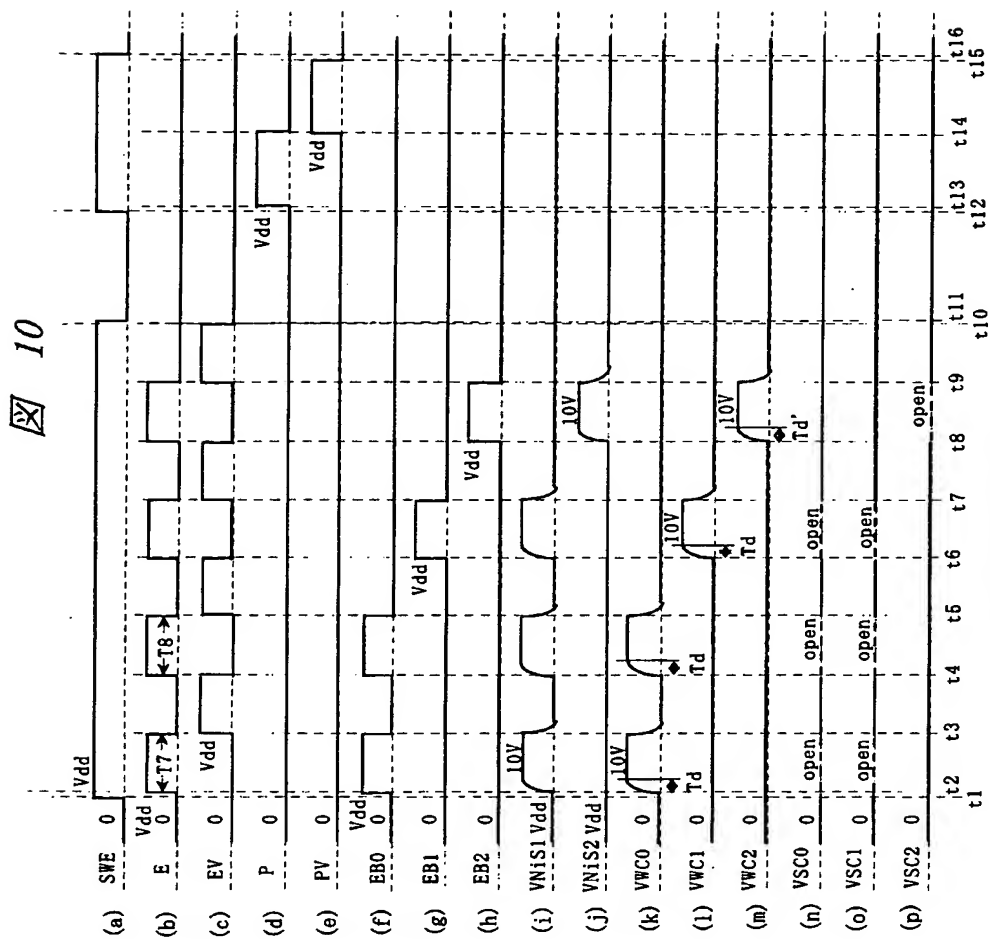 図 10
(a) SWE 0 Vdd
(b) E Vdd 0 T7 T8
(c) EV 0 Vdd
(d) P 0 Vdd
(e) PV 0 Vdd
(f) EB0 Vdd 0
(g) EB1 0 Vdd
(h) EB2 0 Vdd
(i) VNiS1 Vdd 10V
(j) VNiS2 Vdd 10V
(k) VWC0 0 10V Td Td
(l) VWC1 0 10V Td
(m) VWC2 0 10V Td'
(n) VSC0 0 open open open
(o) VSC1 0 open open open
(p) VSC2 0 open
t1 t2 t3 t4 t5 t6 t7 t8 t9 t10 t11 t12 t13 t14 t15 t16